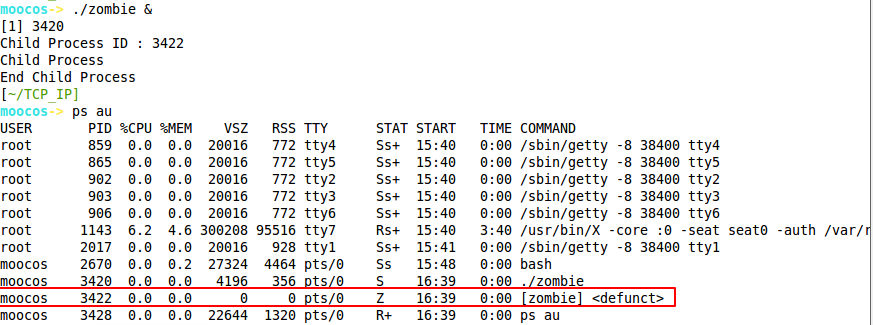 moocos-> ./zombie &
[1] 3420
Child Process ID : 3422
Child Process
End Child Process
[~/TCP_IP]
moocos-> ps au
USER PID %CPU %MEM VSZ RSS TTY STAT START TIME COMMAND
root 859 0.0 0.0 20016 772 tty4 Ss+ 15:40 0:00 /sbin/getty -8 38400 tty4
root 865 0.0 0.0 20016 772 tty5 Ss+ 15:40 0:00 /sbin/getty -8 38400 tty5
root 902 0.0 0.0 20016 772 tty2 Ss+ 15:40 0:00 /sbin/getty -8 38400 tty2
root 903 0.0 0.0 20016 772 tty3 Ss+ 15:40 0:00 /sbin/getty -8 38400 tty3
root 906 0.0 0.0 20016 772 tty6 Ss+ 15:40 0:00 /sbin/getty -8 38400 tty6
root 1143 6.2 4.6 300208 95516 tty7 Rs+ 15:40 3:40 /usr/bin/X -core :0 -seat seat0 -auth /var/r
root 2017 0.0 0.0 20016 928 tty1 Ss+ 15:41 0:00 /sbin/getty -8 38400 tty1
moocos 2670 0.0 0.2 27324 4464 pts/0 Ss 15:48 0:00 bash
moocos 3420 0.0 0.0 4196 356 pts/0 S 16:39 0:00 ./zombie
moocos 3422 0.0 0.0 0 0 pts/0 Z 16:39 0:00 [zombie] <defunct>
moocos 3428 0.0 0.0 22644 1320 pts/0 R+ 16:39 0:00 ps au